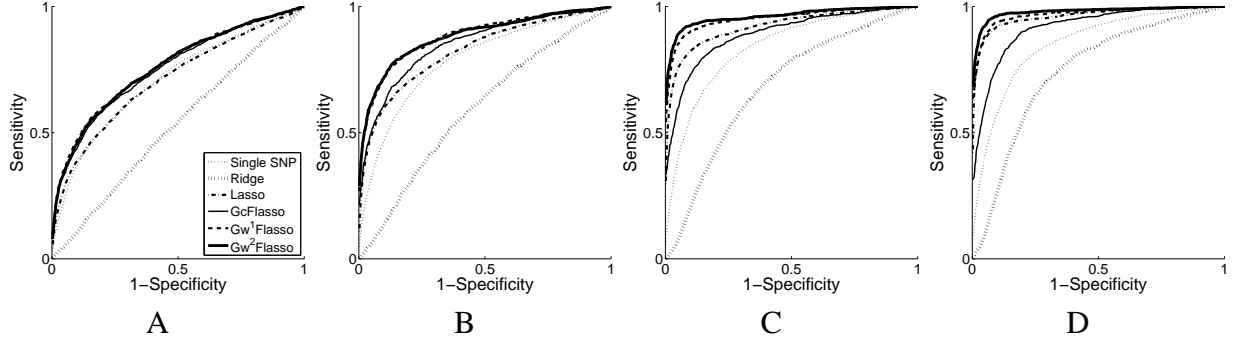 1
0.5
0
0
0.5
1
Sensitivity
1−Specificity
Single SNP
Ridge
Lasso
GcFlasso
Gw¹Flasso
Gw²Flasso
A
1
0.5
0
0
0.5
1
Sensitivity
1−Specificity
B
1
0.5
0
0
0.5
1
Sensitivity
1−Specificity
C
1
0.5
0
0
0.5
1
Sensitivity
1−Specificity
D